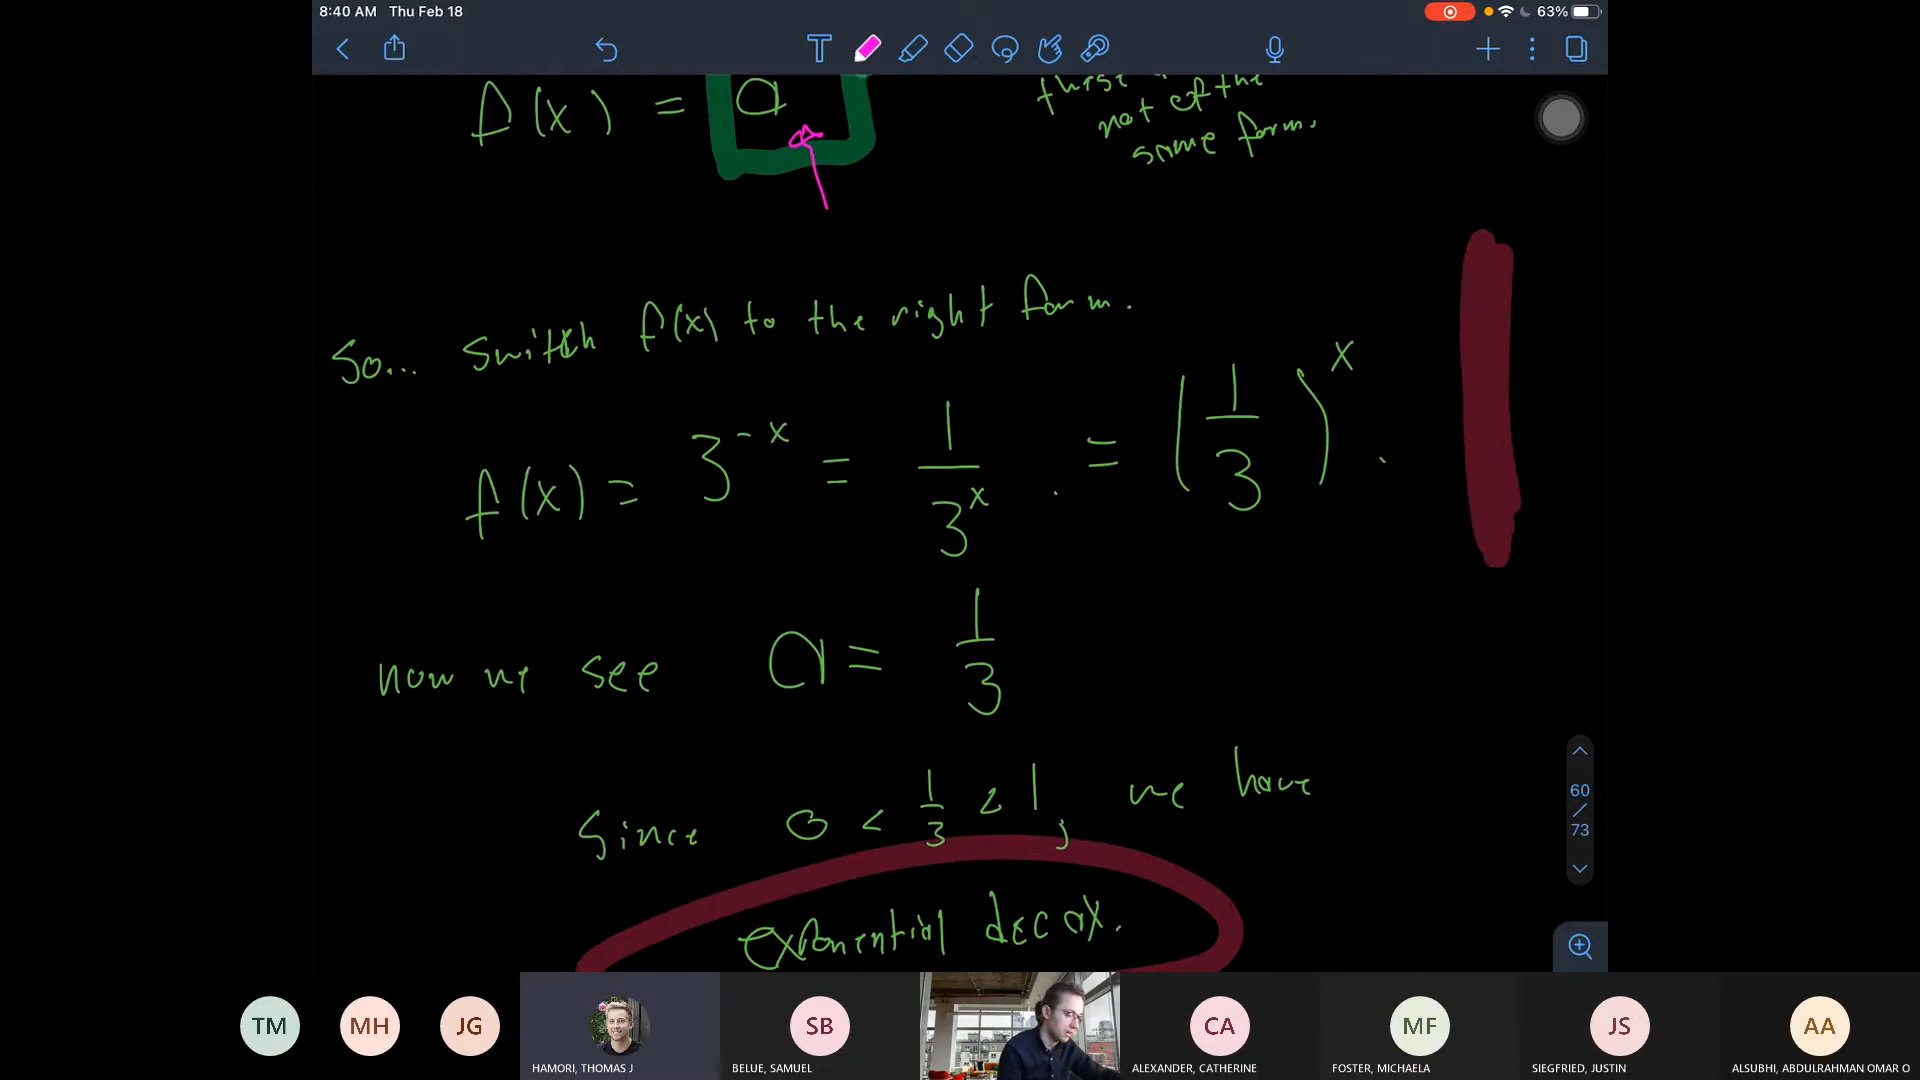 8:40 AM Thu Feb 18
63%
T
f(x) = a
these
not of the
same form.
So... switch f(x) to the right form.
f(x) = 3^{-x} = 1/3^x . = (1/3)^x .
now we see a = 1/3
Since 0 < 1/3 < 1, we have
exponential decay.
60
/
73
TM
MH
JG
SB
CA
MF
JS
AA
HAMORI, THOMAS J
BELUE, SAMUEL
ALEXANDER, CATHERINE
FOSTER, MICHAELA
SIEGFRIED, JUSTIN
ALSUBHI, ABDULRAHMAN OMAR O